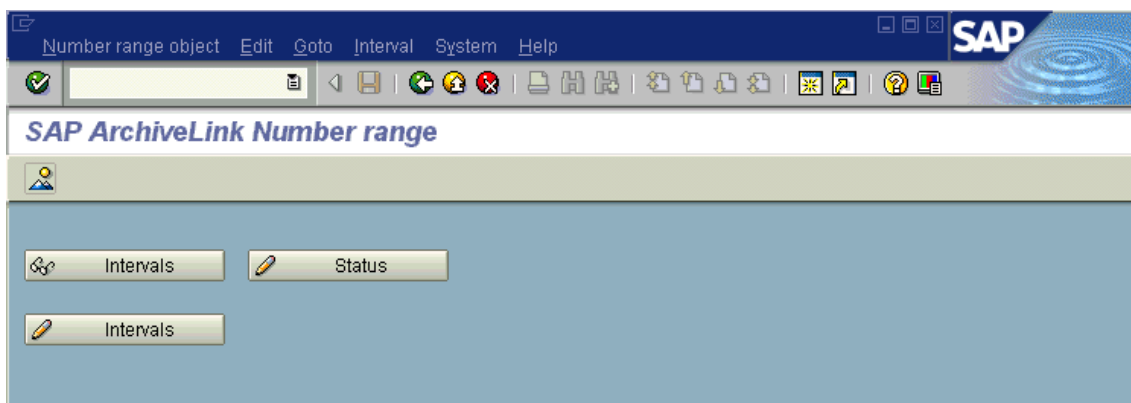 Number range object Edit Goto Interval System Help
SAP
SAP ArchiveLink Number range
Intervals Status
Intervals